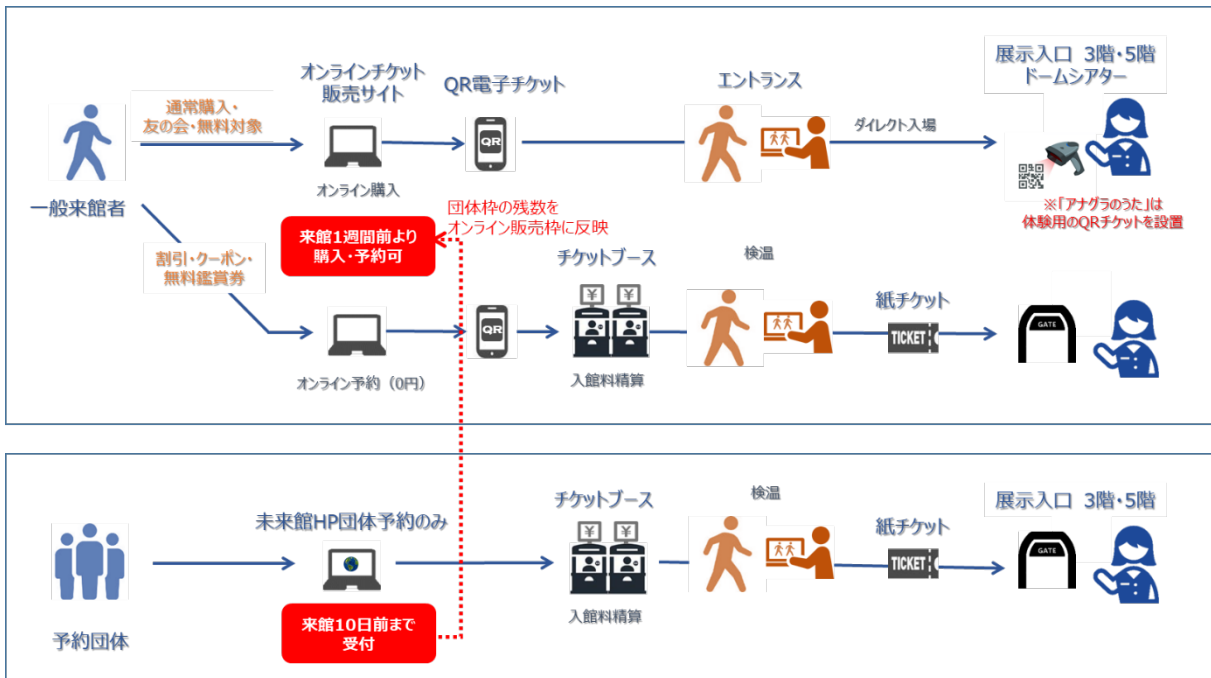 オンラインチケット
販売サイト
QR電子チケット
エントランス
展示入口 3階・5階
ドームシアター
通常購入・
友の会・無料対象
QR
ダイレクト入場
オンライン購入
一般来館者
※「アナグラのうた」は
体験用のQRチケットを設置
団体枠の残数を
オンライン販売枠に反映
来館1週間前より
購入・予約可
割引・クーポン・
無料鑑賞券
チケットブース
検温
紙チケット
¥ ¥
QR
TICKET
GATE
オンライン予約（0円）
入館料精算
未来館HP団体予約のみ
チケットブース
検温
展示入口 3階・5階
紙チケット
¥ ¥
TICKET
GATE
入館料精算
来館10日前まで
受付
予約団体